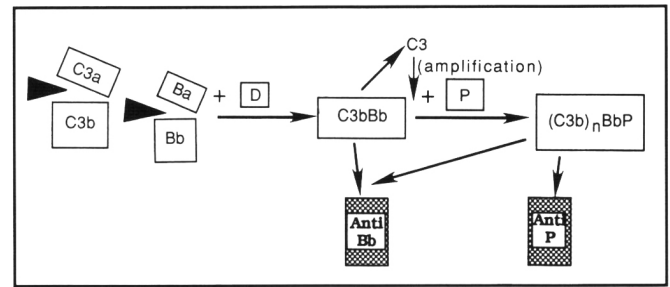 C3
C3a
(amplification)
Ba
+ D
+ P
C3b
C3bBb
(C3b)nBbP
Bb
Anti
Bb
Anti
P